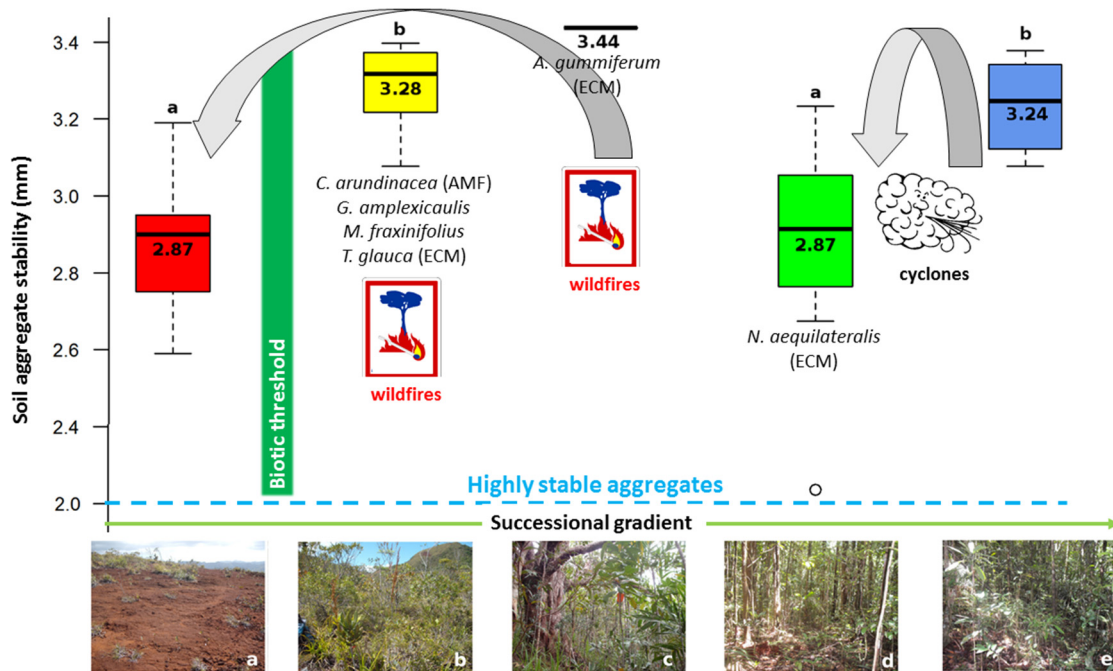 Soil aggregate stability (mm)
3.4
3.2
3.0
2.8
2.6
2.4
2.2
2.0
a
2.87
Biotic threshold
b
3.28
C. arundinacea (AMF)
G. amplexicaulis
M. fraxinifolius
T. glauca (ECM)
wildfires
3.44
A. gummiferum
(ECM)
wildfires
a
2.87
N. aequilateralis
(ECM)
cyclones
b
3.24
Highly stable aggregates
Successional gradient
a
b
c
d
e